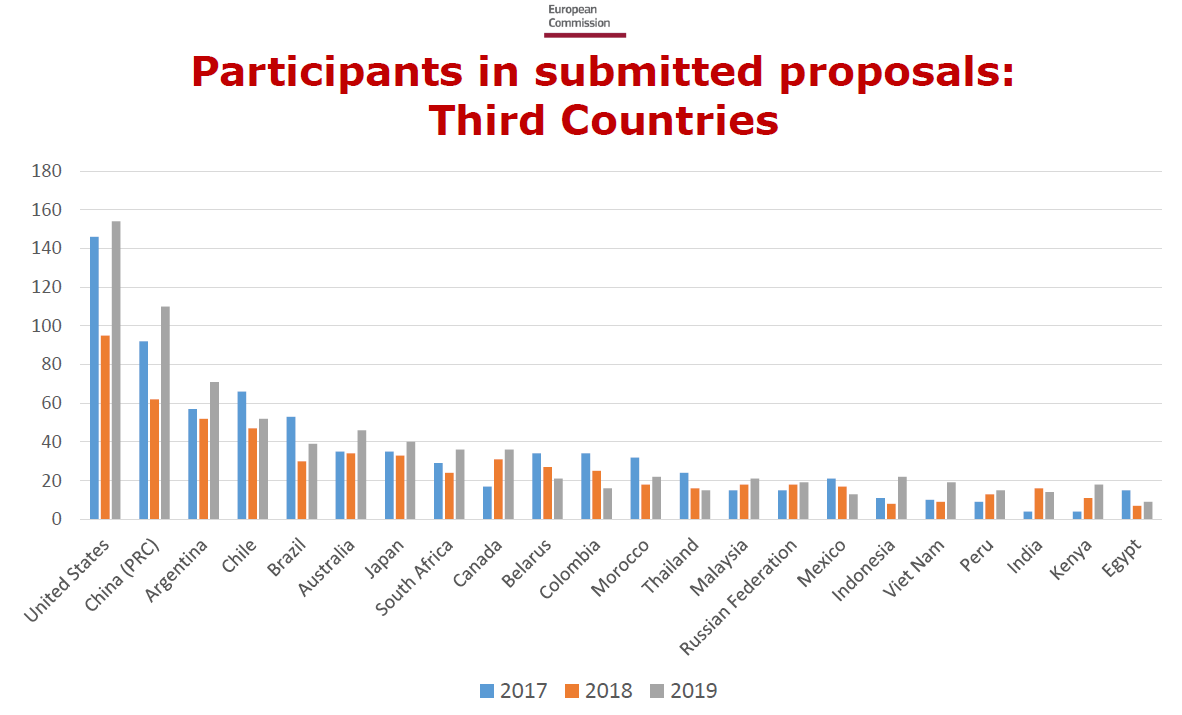 European
Commission
Participants in submitted proposals:
Third Countries
180
160
140
120
100
80
60
40
20
0
United States
China (PRC)
Argentina
Chile
Brazil
Australia
Japan
South Africa
Canada
Belarus
Colombia
Morocco
Thailand
Malaysia
Russian Federation
Mexico
Indonesia
Viet Nam
Peru
India
Kenya
Egypt
2017 2018 2019